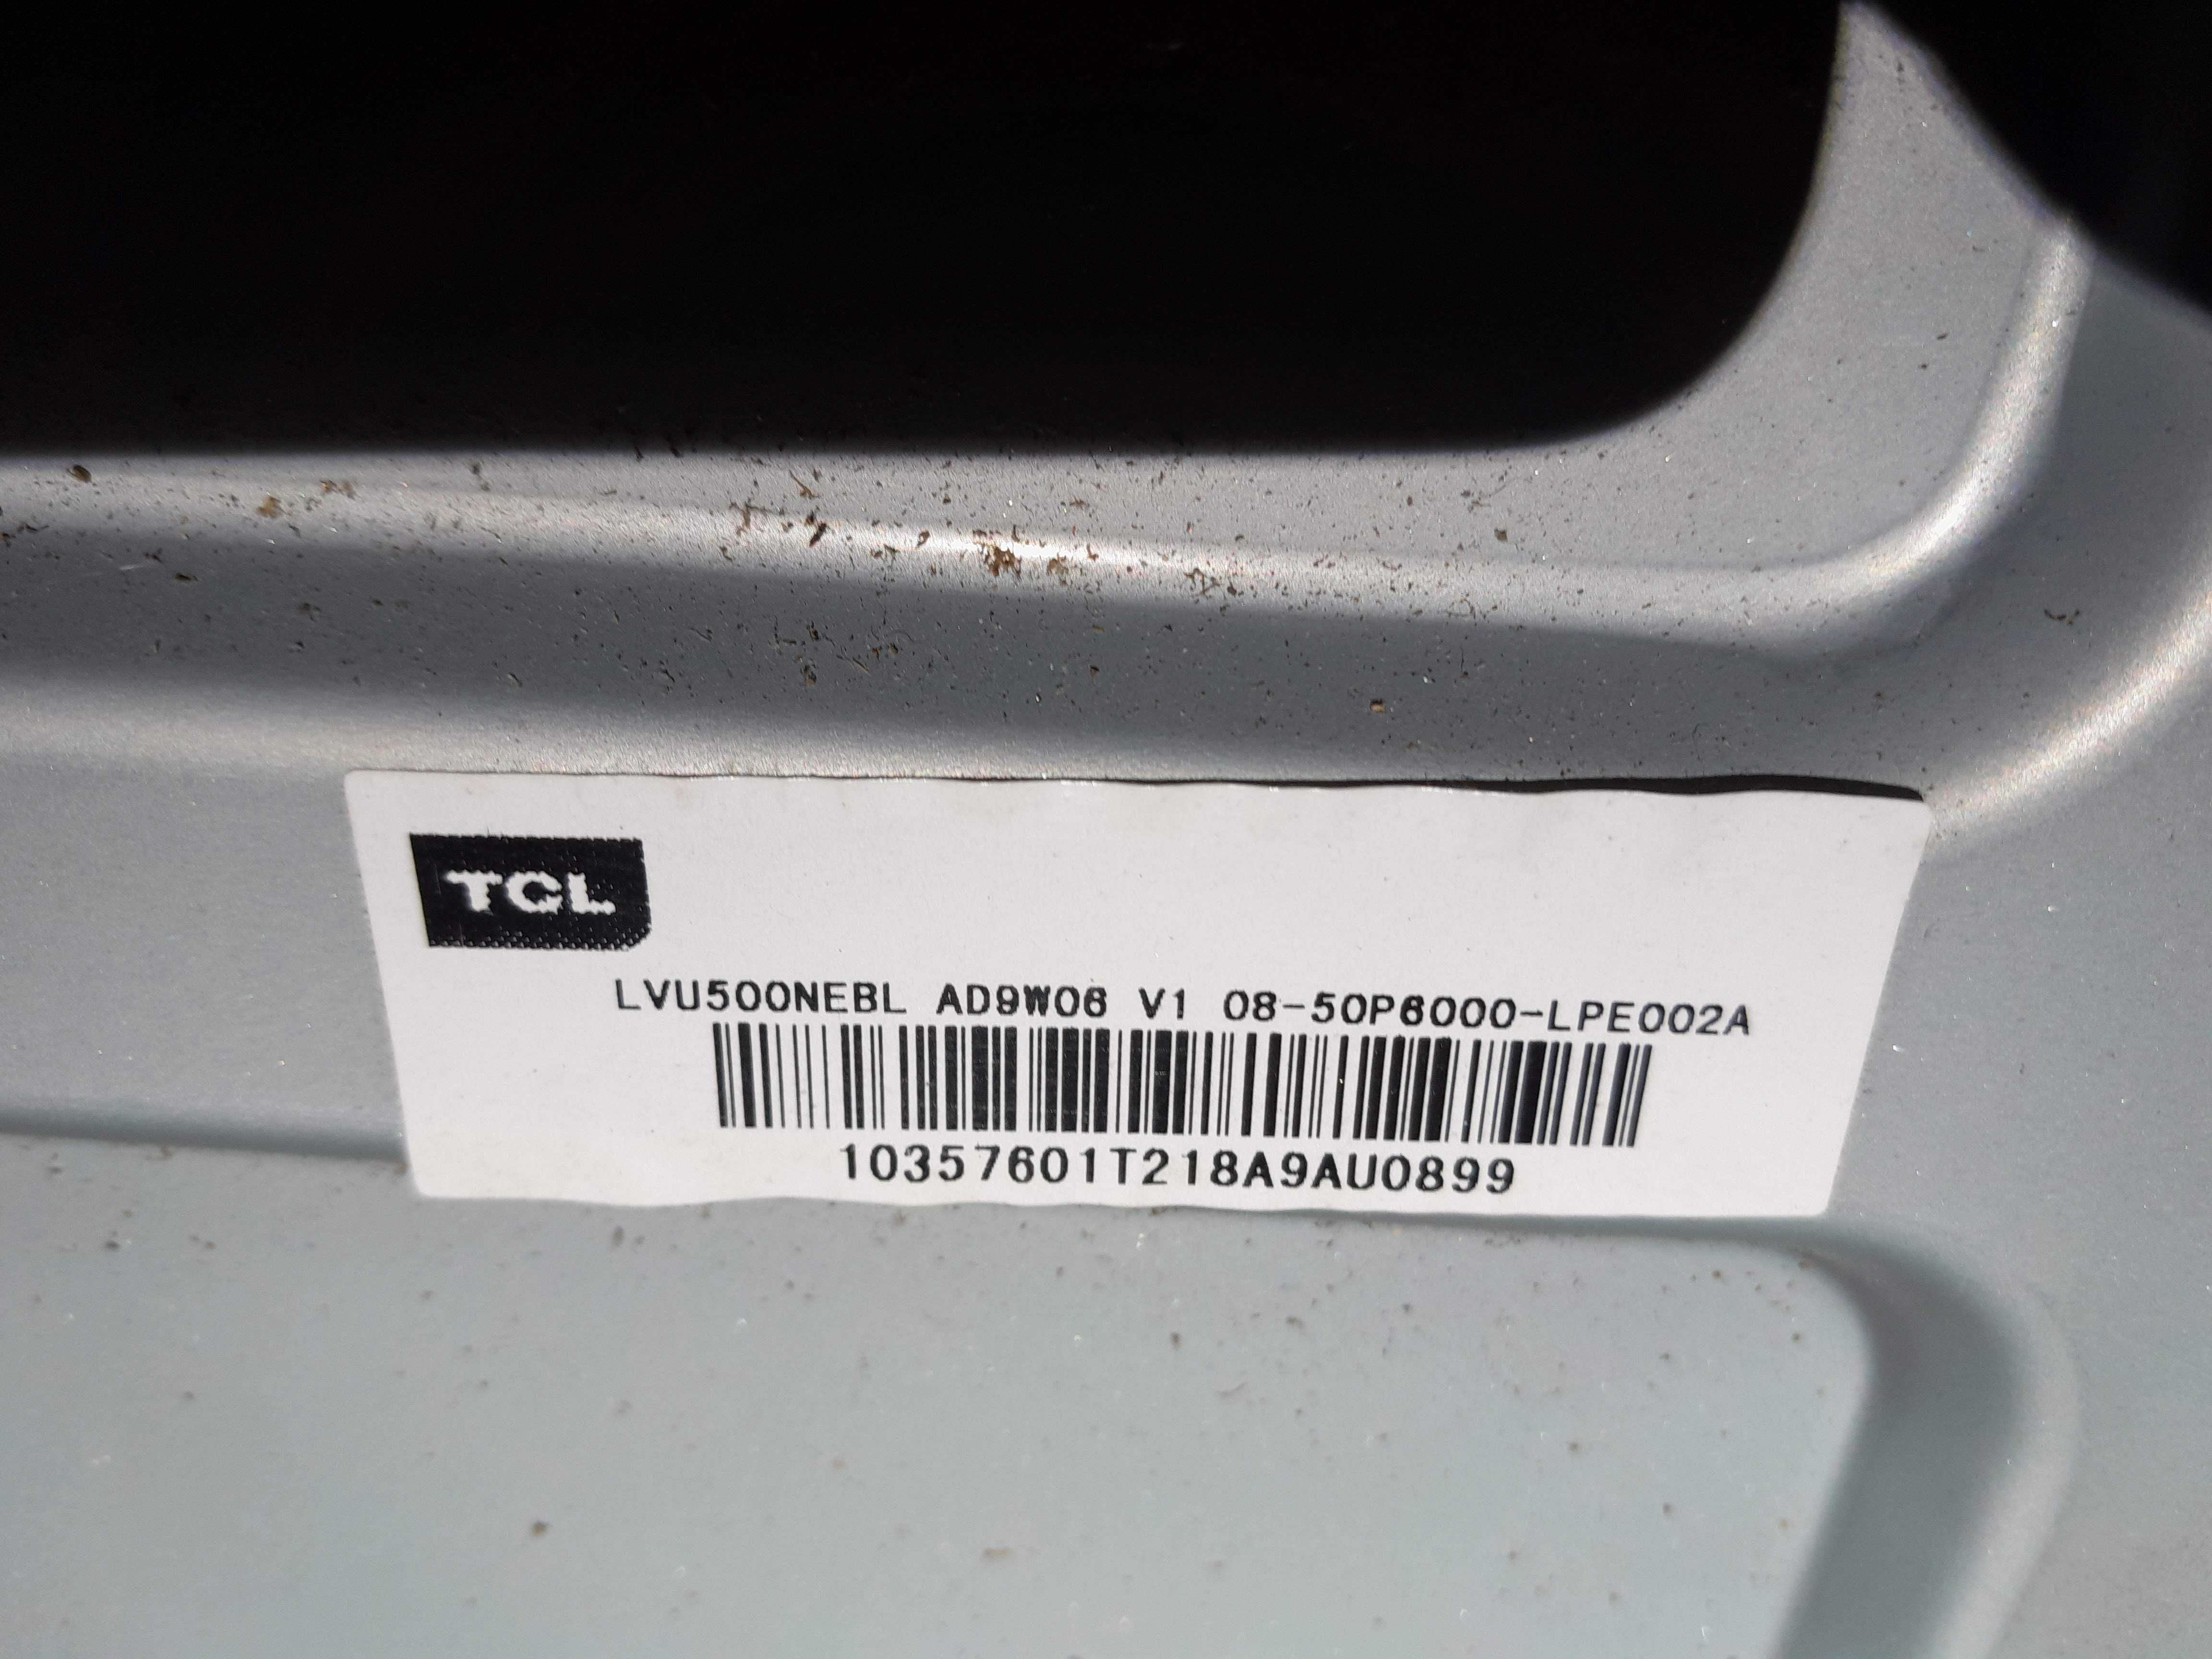 TCL
LVU500NEBL AD9W06 V1 08-50P6000-LPE002A
10357601T218A9AU0899